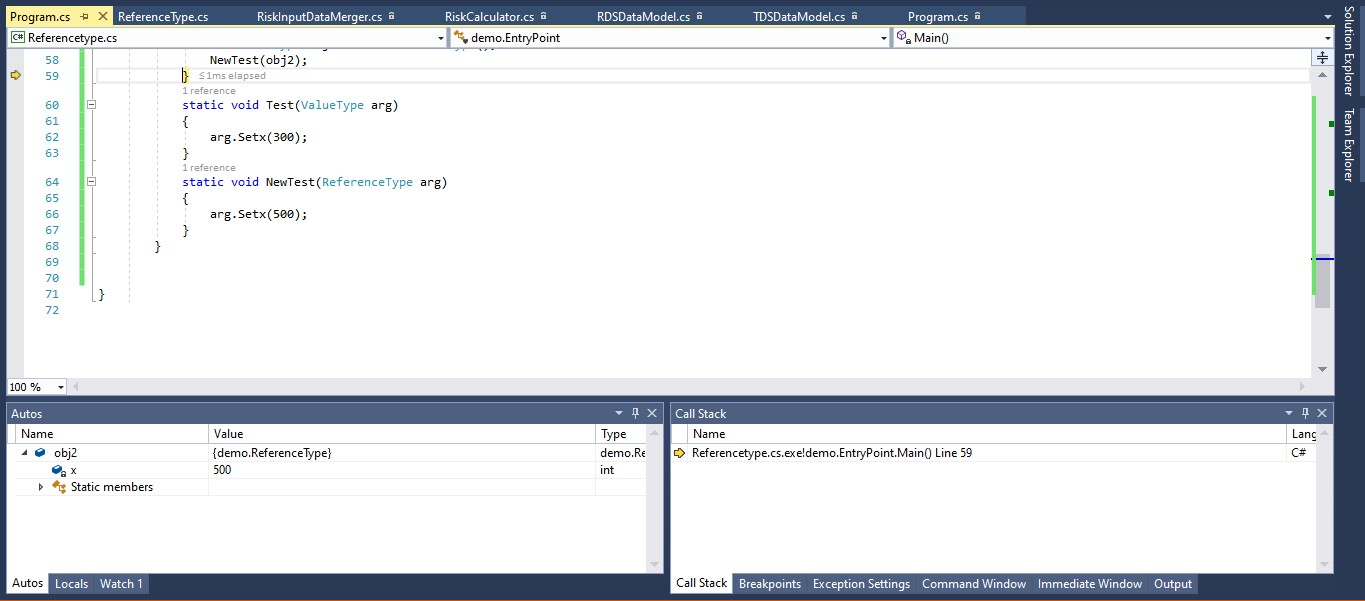 Program.cs ReferenceType.cs RiskInputDataMerger.cs RiskCalculator.cs RDSDataModel.cs TDSDataModel.cs Program.cs
C# Referencetype.cs demo.EntryPoint Main()
58 NewTest(obj2);
59 } ≤1ms elapsed
1 reference
60 static void Test(ValueType arg)
61 {
62 arg.Setx(300);
63 }
1 reference
64 static void NewTest(ReferenceType arg)
65 {
66 arg.Setx(500);
67 }
68 }
69
70
71 }
72
100 %
Solution Explorer
Team Explorer
Autos
Name Value Type
obj2 {demo.ReferenceType} demo.Re
x 500 int
Static members
Autos Locals Watch 1
Call Stack
Name Lang
Referencetype.cs.exe!demo.EntryPoint.Main() Line 59 C#
Call Stack Breakpoints Exception Settings Command Window Immediate Window Output